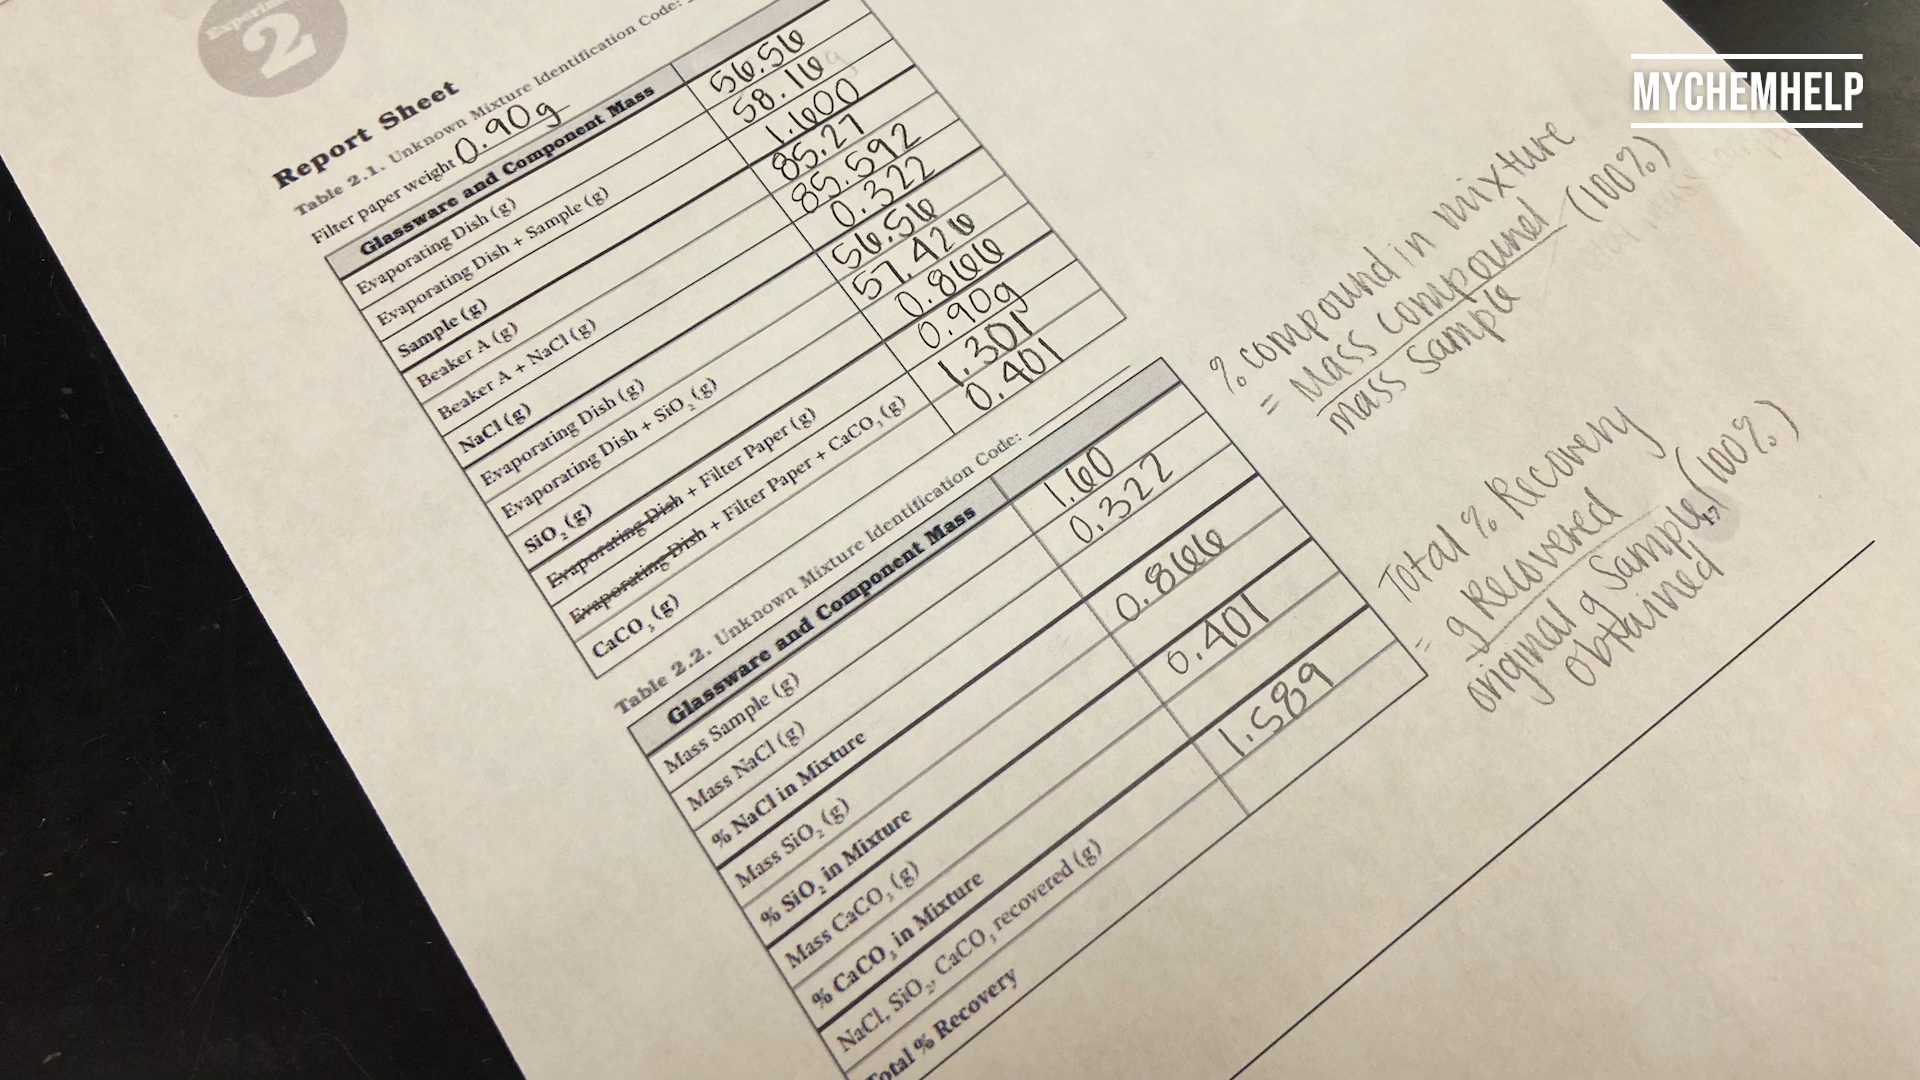 Experiment
2
MYCHEMHELP
Report Sheet
Table 2.1. Unknown Mixture Identification Code:
Filter paper weight 0.90g
Glassware and Component Mass
Evaporating Dish (g) 56.56
Evaporating Dish + Sample (g) 58.16g
Sample (g) 1.600
Beaker A (g) 85.27
Beaker A + NaCl (g) 85.592
NaCl (g) 0.322
Evaporating Dish (g) 56.56
Evaporating Dish + SiO₂ (g) 57.426
SiO₂ (g) 0.866
Evaporating Dish + Filter Paper (g) 0.90g
Evaporating Dish + Filter Paper + CaCO₃ (g) 1.301
CaCO₃ (g) 0.401
Table 2.2. Unknown Mixture Identification Code:
Glassware and Component Mass
Mass Sample (g) 1.60
Mass NaCl (g) 0.322
% NaCl in Mixture
Mass SiO₂ (g) 0.866
% SiO₂ in Mixture
Mass CaCO₃ (g) 0.401
% CaCO₃ in Mixture
NaCl, SiO₂, CaCO₃ recovered (g) 1.589
Total % Recovery
% compound in mixture
= mass compound (100%)
mass sample
Total % Recovery
= g Recovered (100%)
original g sample
obtained